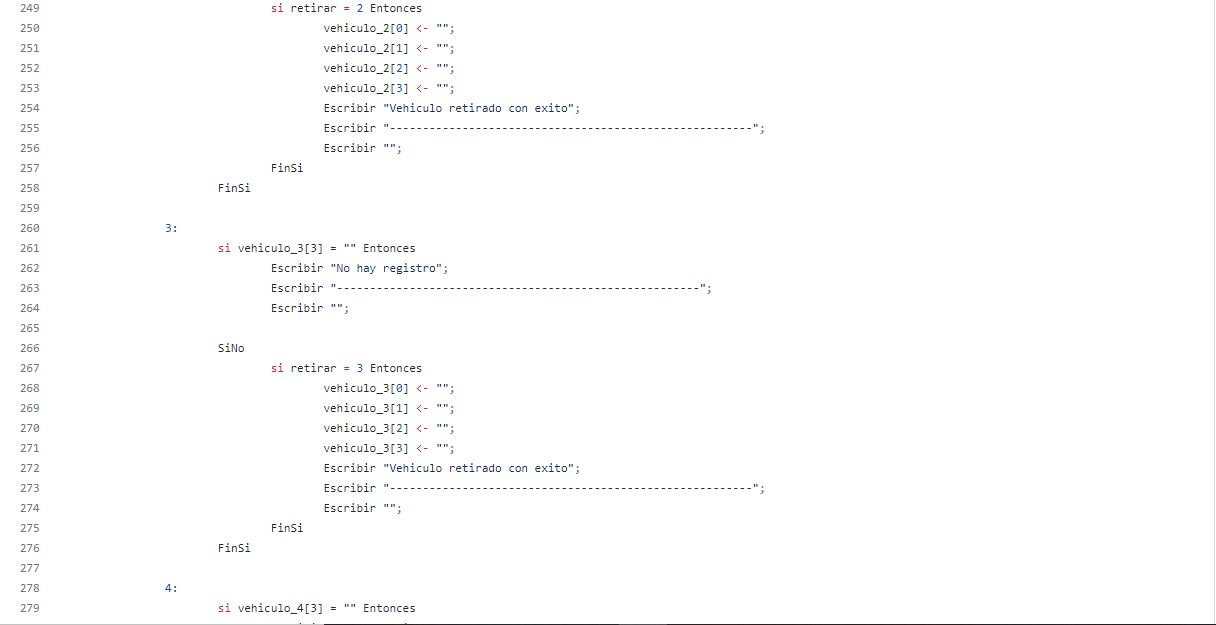 249 si retirar = 2 Entonces
250 vehiculo_2[0] <- "";
251 vehiculo_2[1] <- "";
252 vehiculo_2[2] <- "";
253 vehiculo_2[3] <- "";
254 Escribir "Vehiculo retirado con exito";
255 Escribir "-------------------------------------------------------";
256 Escribir "";
257 FinSi
258 FinSi
259
260 3:
261 si vehiculo_3[3] = "" Entonces
262 Escribir "No hay registro";
263 Escribir "-------------------------------------------------------";
264 Escribir "";
265
266 SiNo
267 si retirar = 3 Entonces
268 vehiculo_3[0] <- "";
269 vehiculo_3[1] <- "";
270 vehiculo_3[2] <- "";
271 vehiculo_3[3] <- "";
272 Escribir "Vehiculo retirado con exito";
273 Escribir "-------------------------------------------------------";
274 Escribir "";
275 FinSi
276 FinSi
277
278 4:
279 si vehiculo_4[3] = "" Entonces